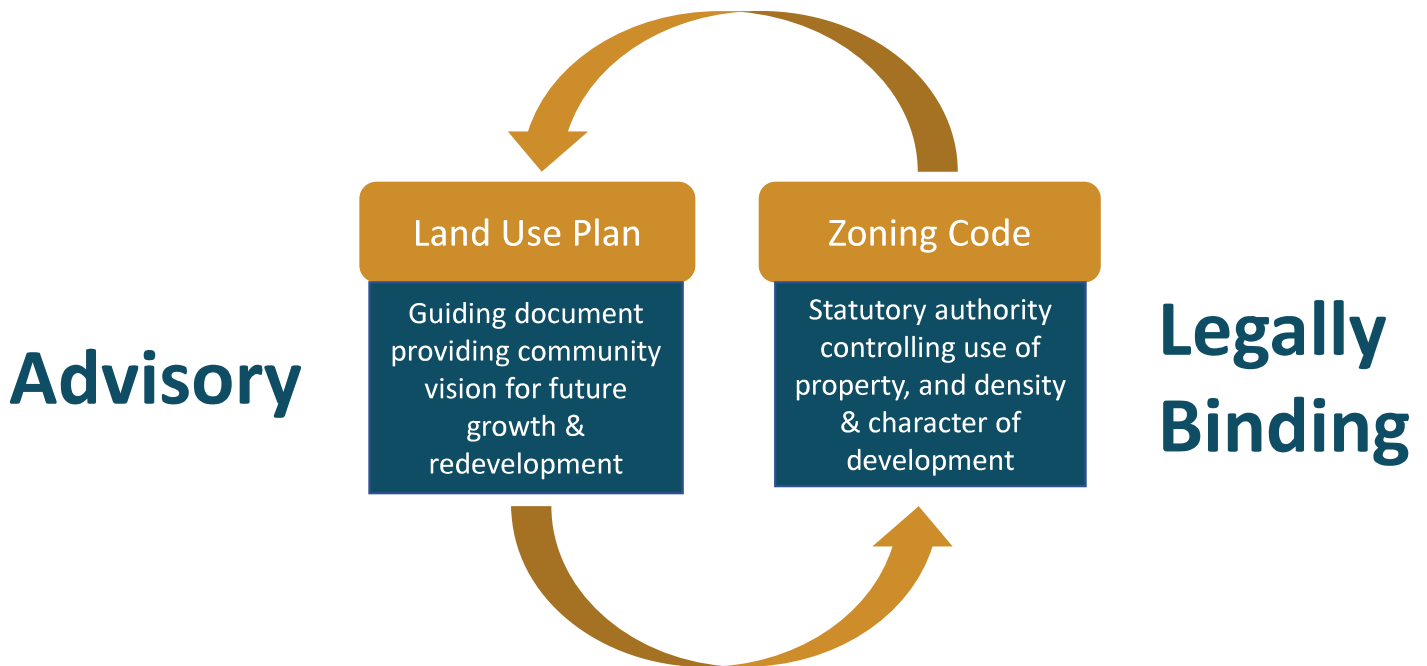 Land Use Plan
Guiding document
providing community
vision for future
growth &
redevelopment
Advisory
Zoning Code
Statutory authority
controlling use of
property, and density
& character of
development
Legally
Binding